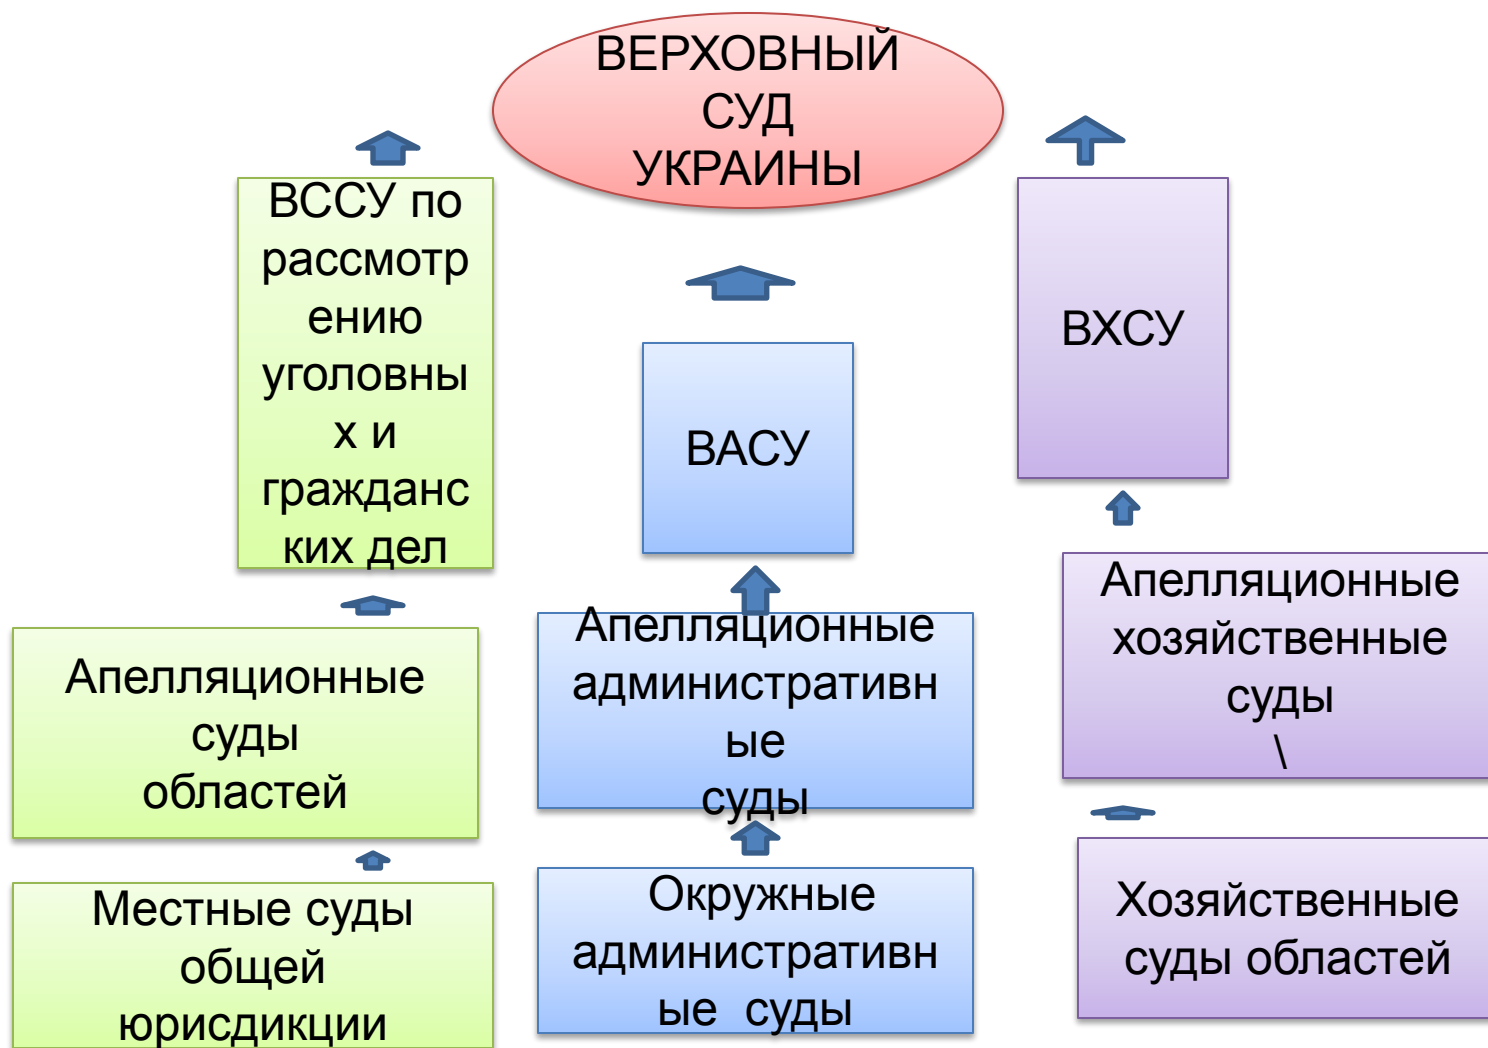 ВЕРХОВНЫЙ
СУД
УКРАИНЫ
ВССУ по
рассмотр
ению
уголовны
х и
гражданс
ких дел
ВАСУ
ВХСУ
Апелляционные
суды
областей
Апелляционные
административн
ые
суды
Апелляционные
хозяйственные
суды
\
Местные суды
общей
юрисдикции
Окружные
административн
ые суды
Хозяйственные
суды областей